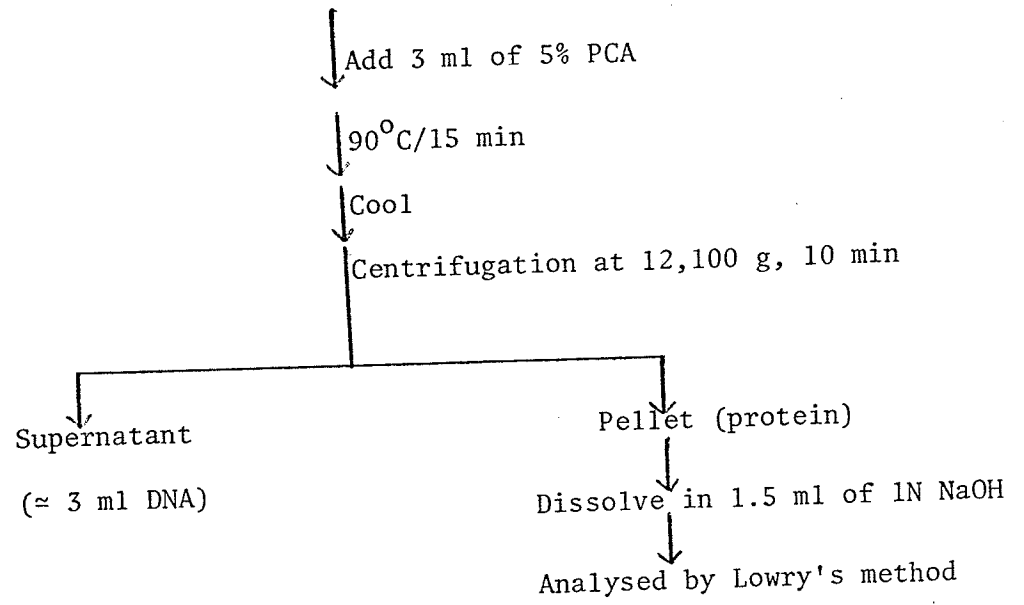 Add 3 ml of 5% PCA
90°C/15 min
Cool
Centrifugation at 12,100 g, 10 min
Supernatant
(≃ 3 ml DNA)
Pellet (protein)
Dissolve in 1.5 ml of 1N NaOH
Analysed by Lowry's method